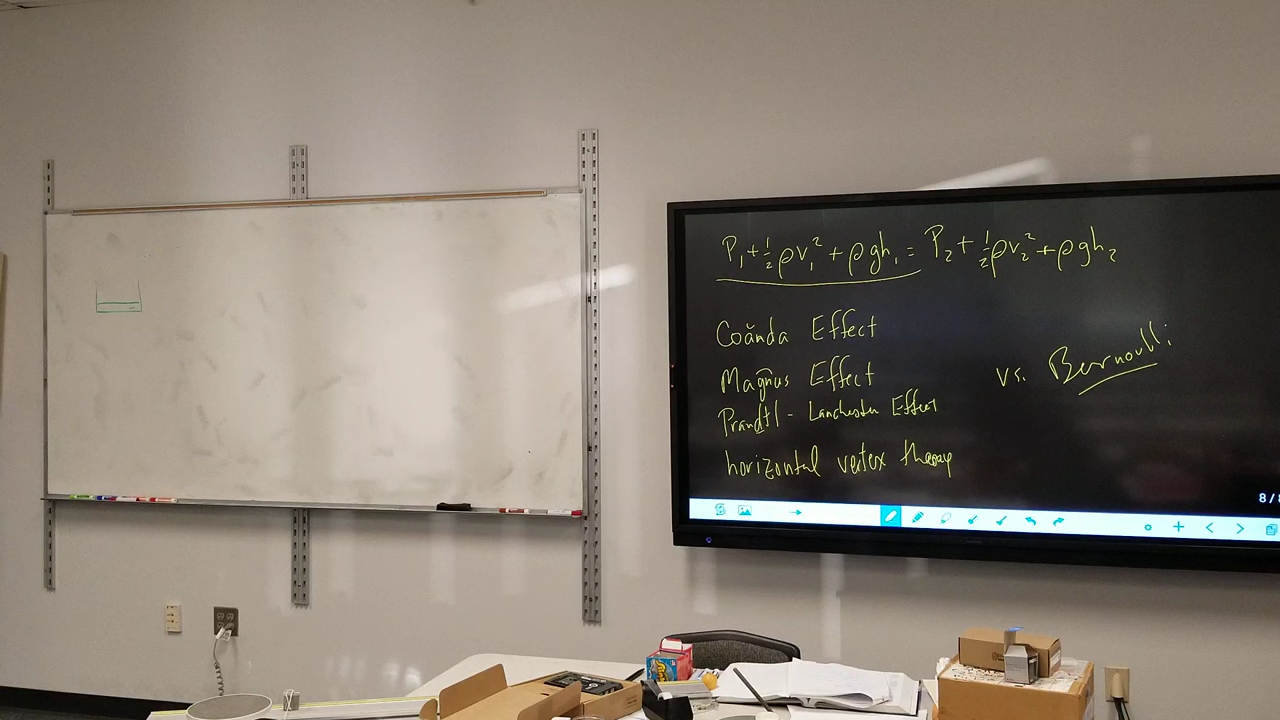 P₁ + ½ρv₁² + ρgh₁ = P₂ + ½ρv₂² + ρgh₂
Coănda Effect
Magnus Effect
vs. Bernoulli
Prandtl - Lanchester Effect
horizontal vortex theory
8/8